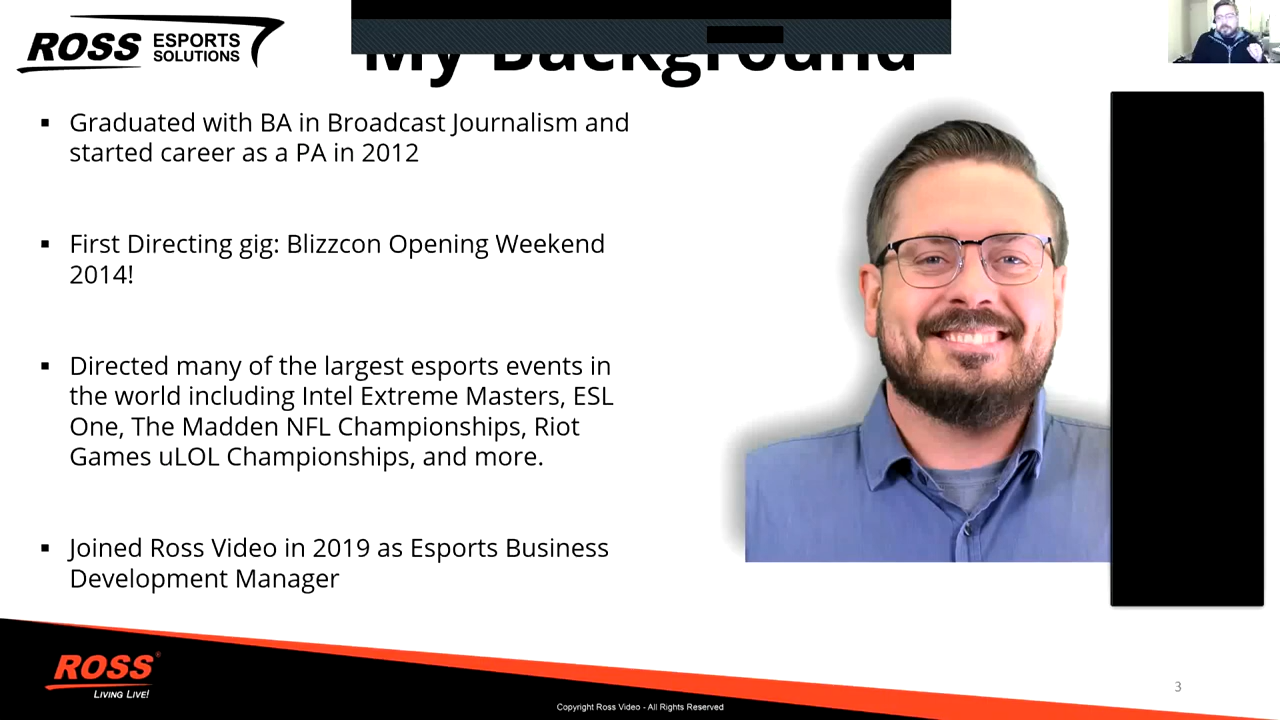 ROSS ESPORTS
SOLUTIONS
My Background
▪ Graduated with BA in Broadcast Journalism and
started career as a PA in 2012
▪ First Directing gig: Blizzcon Opening Weekend
2014!
▪ Directed many of the largest esports events in
the world including Intel Extreme Masters, ESL
One, The Madden NFL Championships, Riot
Games uLOL Championships, and more.
▪ Joined Ross Video in 2019 as Esports Business
Development Manager
ROSS®
LIVING LIVE!
Copyright Ross Video - All Rights Reserved
3